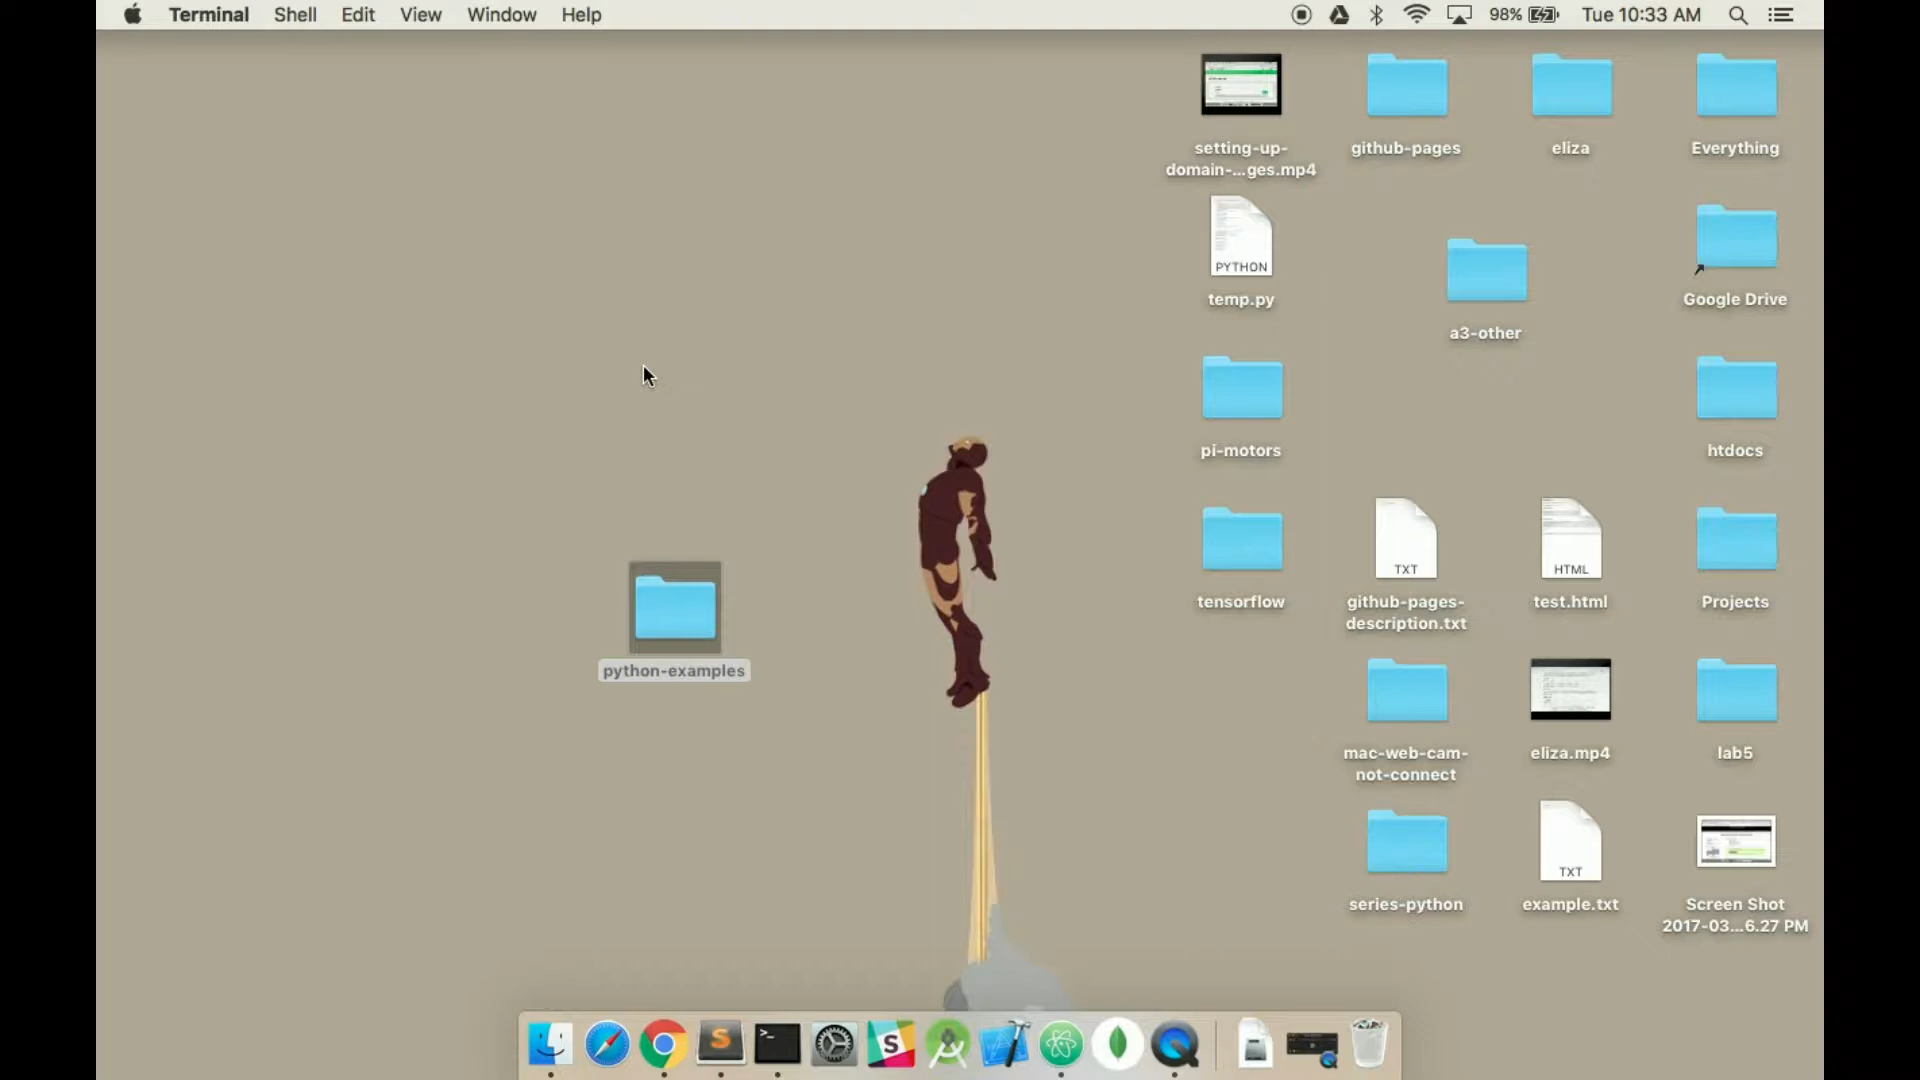 Terminal Shell Edit View Window Help 98% Tue 10:33 AM
setting-up-
domain-...ges.mp4
github-pages
eliza
Everything
PYTHON
temp.py
a3-other
Google Drive
pi-motors
htdocs
tensorflow
TXT
github-pages-
description.txt
HTML
test.html
Projects
python-examples
mac-web-cam-
not-connect
eliza.mp4
lab5
series-python
TXT
example.txt
Screen Shot
2017-03...6.27 PM